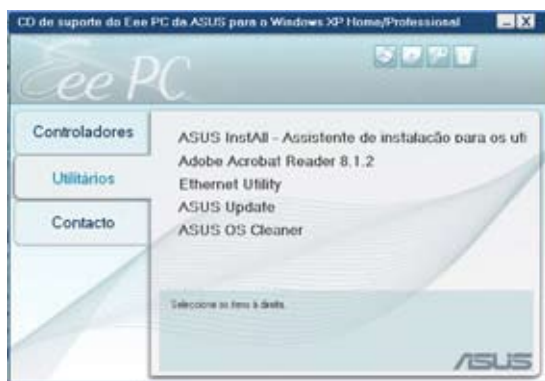 CD de suporte do Eee PC da ASUS para o Windows XP Home/Professional
Eee PC
Controladores
Utilitários
Contacto
ASUS InstAll - Assistente de instalação para os uti
Adobe Acrobat Reader 8.1.2
Ethernet Utility
ASUS Update
ASUS OS Cleaner
Seleccione os itens à direita.
ASUS